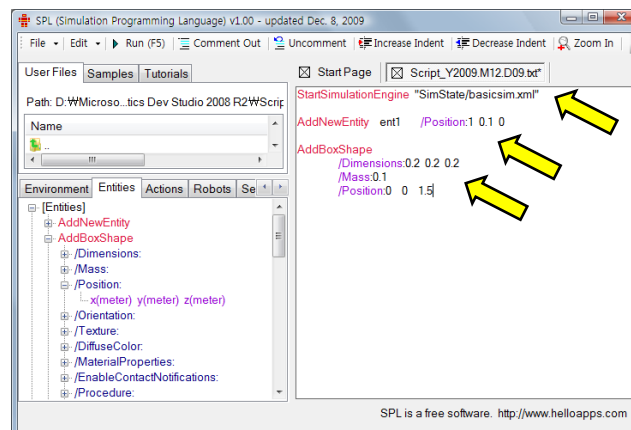 SPL (Simulation Programming Language) v1.00 - updated Dec. 8, 2009
File Edit Run (F5) Comment Out Uncomment Increase Indent Decrease Indent Zoom In
User Files Samples Tutorials
Start Page Script_Y2009.M12.D09.txt*
Path: D:₩Microso...tics Dev Studio 2008 R2₩Scrip
Name
..
StartSimulationEngine "SimState/basicsim.xml"
AddNewEntity ent1 /Position:1 0.1 0
AddBoxShape
/Dimensions:0.2 0.2 0.2
/Mass:0.1
/Position:0 0 1.5
Environment Entities Actions Robots Se
[Entities]
AddNewEntity
AddBoxShape
/Dimensions:
/Mass:
/Position:
x(meter) y(meter) z(meter)
/Orientation:
/Texture:
/DiffuseColor:
/MaterialProperties:
/EnableContactNotifications:
/Procedure:
SPL is a free software. http://www.helloapps.com